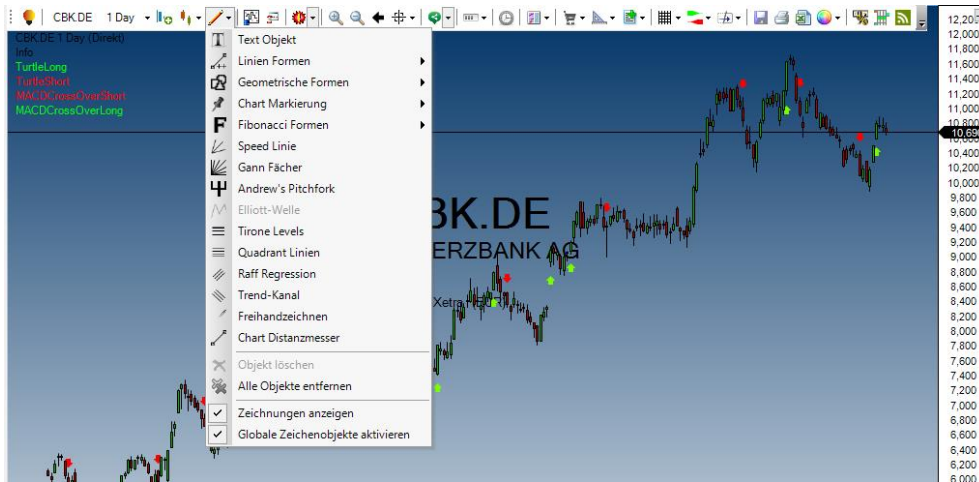 CBK.DE 1 Day
CBK.DE 1 Day (Direkt)
Info
TurtleLong
TurtleShort
MACDCrossOverShort
MACDCrossOverLong
Text Objekt
Linien Formen
Geometrische Formen
Chart Markierung
Fibonacci Formen
Speed Linie
Gann Fächer
Andrew's Pitchfork
Elliott-Welle
Tirone Levels
Quadrant Linien
Raff Regression
Trend-Kanal
Freihandzeichnen
Chart Distanzmesser
Objekt löschen
Alle Objekte entfernen
Zeichnungen anzeigen
Globale Zeichenobjekte aktivieren
BK.DE
ERZBANK AG
Xetra
12,200
12,000
11,800
11,600
11,400
11,200
11,000
10,800
10,690
10,400
10,200
10,000
9,800
9,600
9,400
9,200
9,000
8,800
8,600
8,400
8,200
8,000
7,800
7,600
7,400
7,200
7,000
6,800
6,600
6,400
6,200
6,000